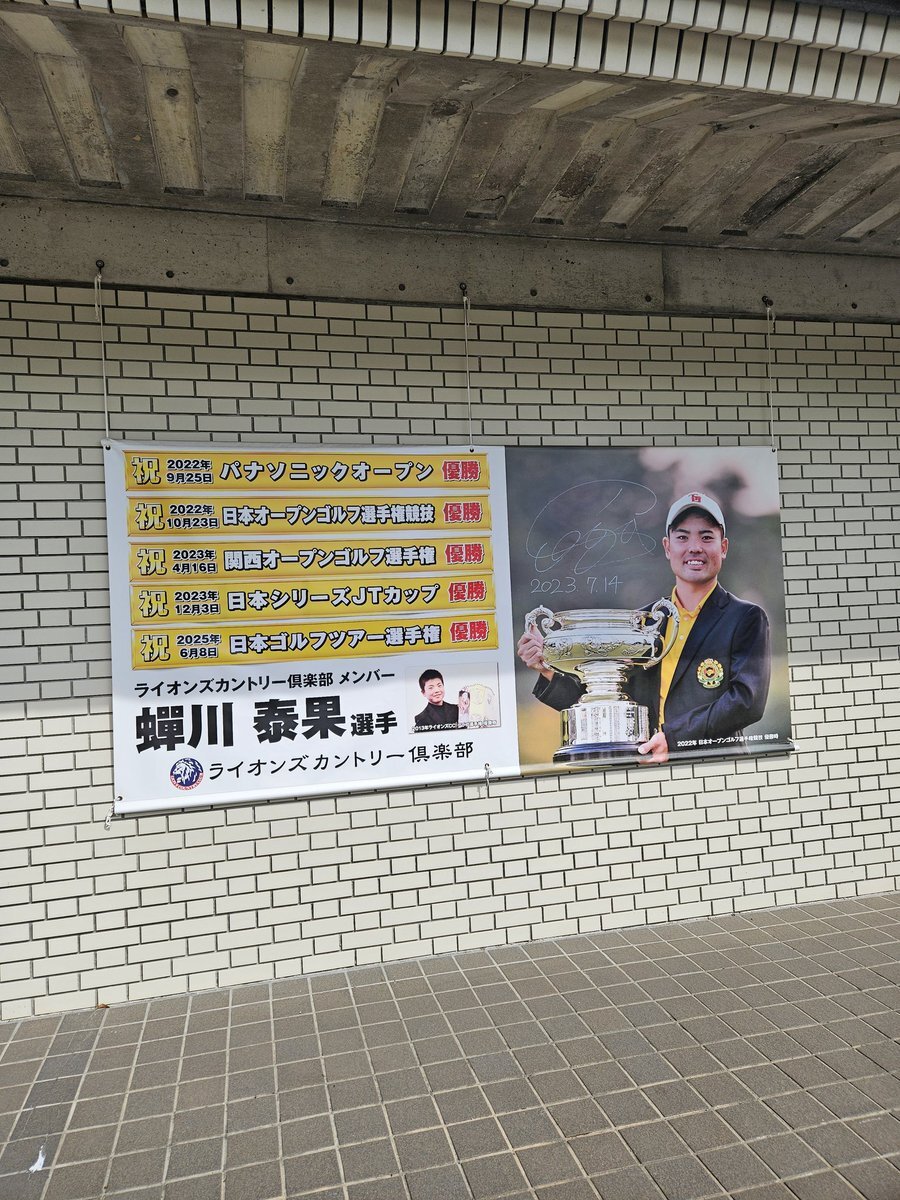 祝 2022年9月25日 パナソニックオープン 優勝
祝 2022年10月23日 日本オープンゴルフ選手権競技 優勝
祝 2023年4月16日 関西オープンゴルフ選手権 優勝
祝 2023年12月3日 日本シリーズJTカップ 優勝
祝 2025年6月8日 日本ゴルフツアー選手権 優勝
ライオンズカントリー倶楽部 メンバー
蟬川 泰果選手
ライオンズカントリー倶楽部
2023.7.14
2022年 日本オープンゴルフ選手権競技 優勝時